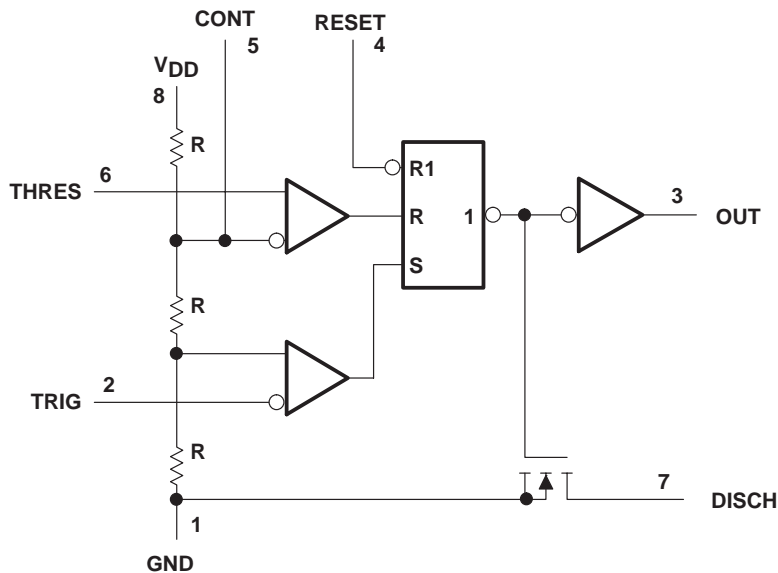 CONT
5
RESET
4
VDD
8
R
6
THRES
R1
R
1
S
3
OUT
R
2
TRIG
R
7
DISCH
1
GND